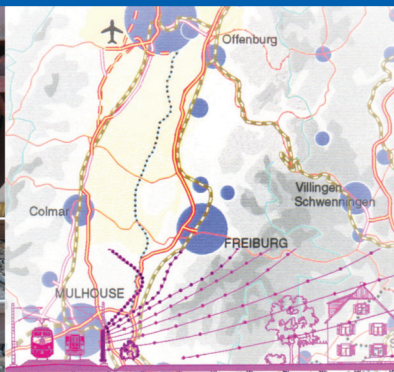 Offenburg
Villingen
Schwenningen
Colmar
FREIBURG
MULHOUSE